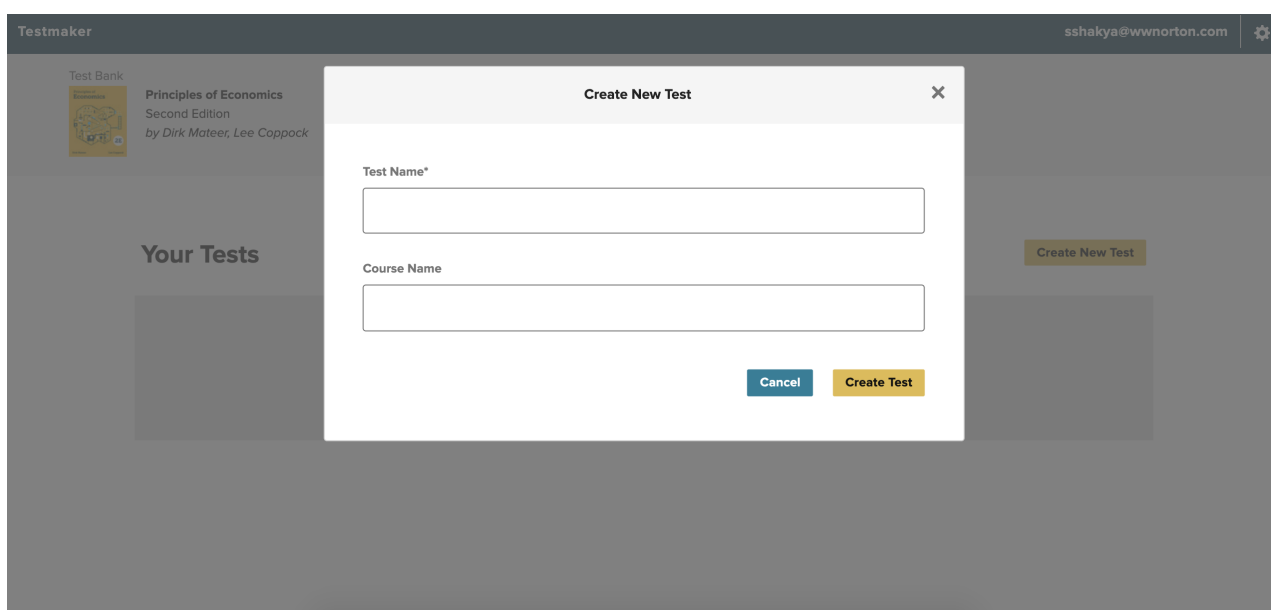 Testmaker
sshakya@wwnorton.com
Test Bank
Principles of Economics
Second Edition
by Dirk Mateer, Lee Coppock
Create New Test
Test Name*
Course Name
Cancel
Create Test
Your Tests
Create New Test